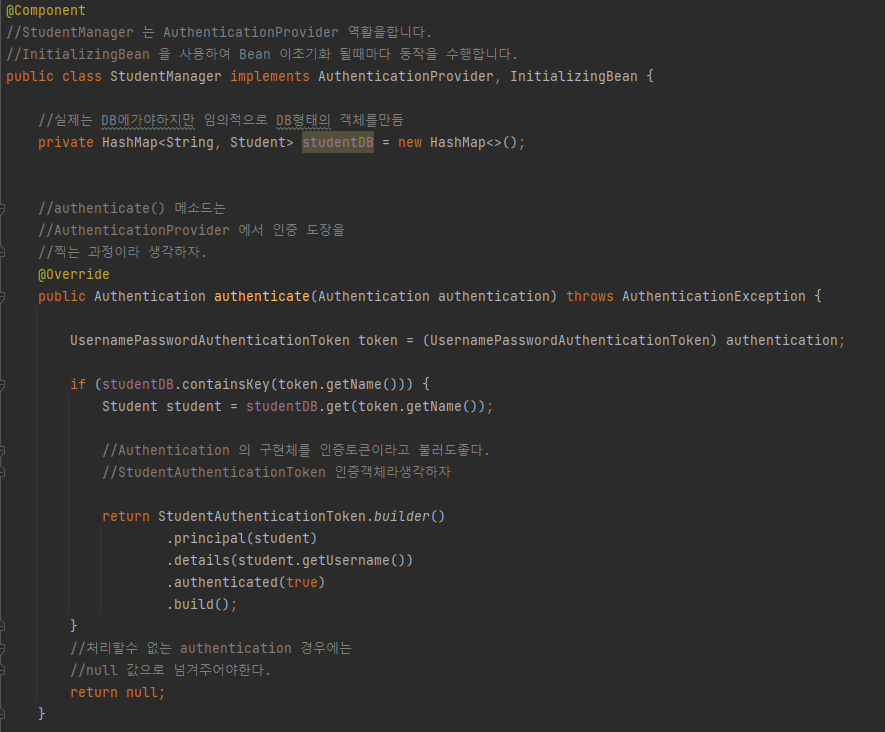 @Component
//StudentManager 는 AuthenticationProvider 역활을합니다.
//InitializingBean 을 사용하여 Bean 이초기화 될때마다 동작을 수행합니다.
public class StudentManager implements AuthenticationProvider, InitializingBean {
//실제는 DB에가야하지만 임의적으로 DB형태의 객체를만듬
private HashMap<String, Student> studentDB = new HashMap<>();
//authenticate() 메소드는
//AuthenticationProvider 에서 인증 도장을
//찍는 과정이라 생각하자.
@Override
public Authentication authenticate(Authentication authentication) throws AuthenticationException {
UsernamePasswordAuthenticationToken token = (UsernamePasswordAuthenticationToken) authentication;
if (studentDB.containsKey(token.getName())) {
Student student = studentDB.get(token.getName());
//Authentication 의 구현체를 인증토큰이라고 불러도좋다.
//StudentAuthenticationToken 인증객체라생각하자
return StudentAuthenticationToken.builder()
.principal(student)
.details(student.getUsername())
.authenticated(true)
.build();
}
//처리할수 없는 authentication 경우에는
//null 값으로 넘겨주어야한다.
return null;
}